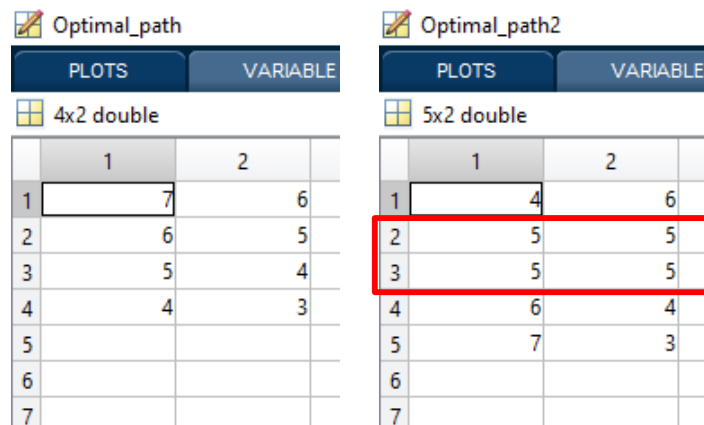 Optimal_path
PLOTS VARIABLE
4x2 double
1 2
1 7 6
2 6 5
3 5 4
4 4 3
5
6
7
Optimal_path2
PLOTS VARIABLE
5x2 double
1 2
1 4 6
2 5 5
3 5 5
4 6 4
5 7 3
6
7